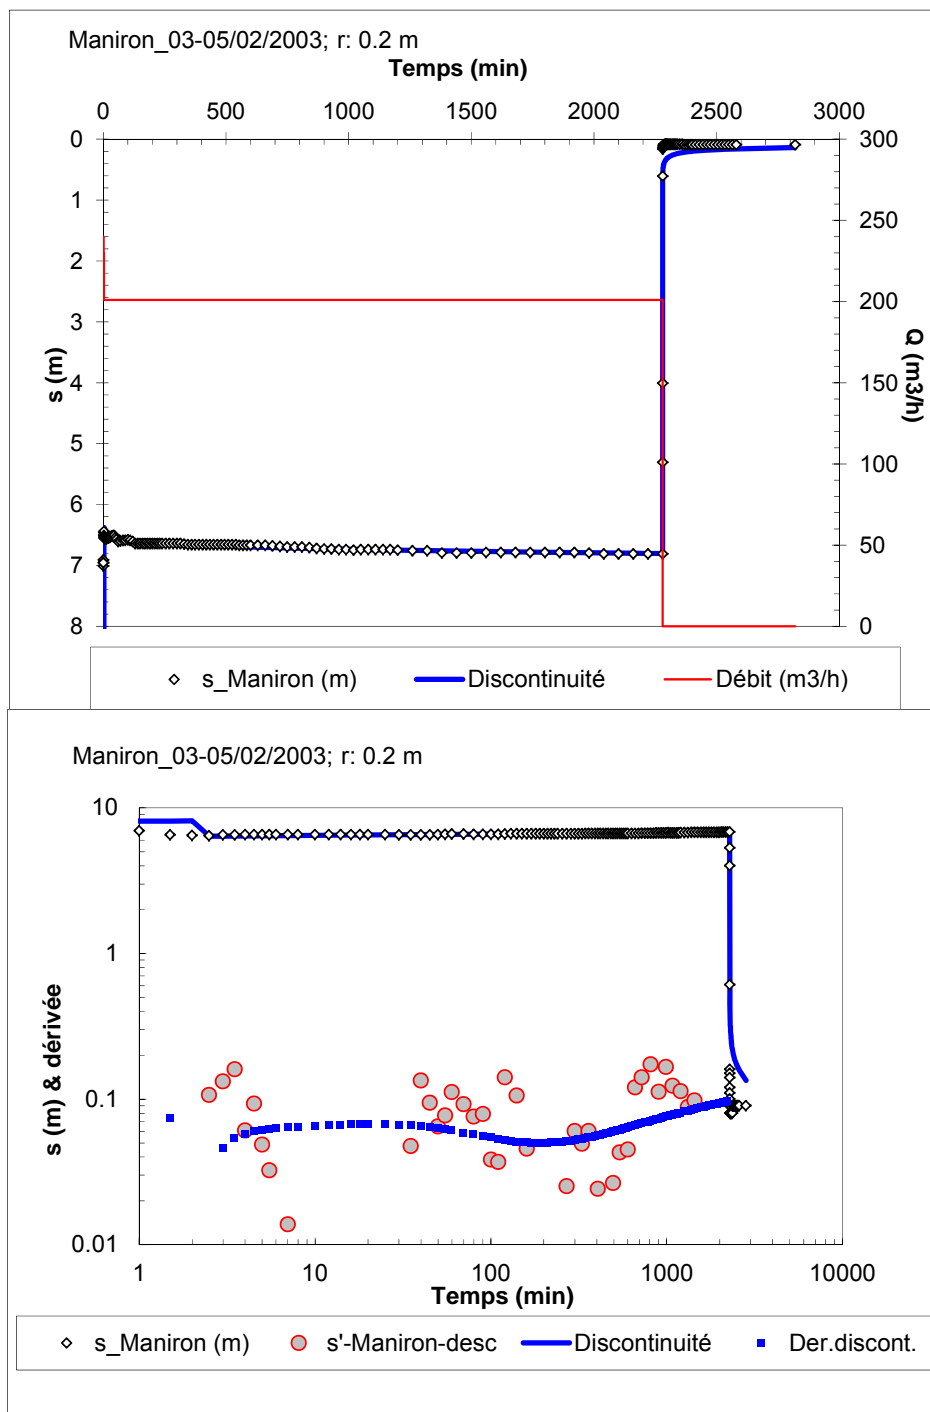 Maniron_03-05/02/2003; r: 0.2 m
Temps (min)
0 500 1000 1500 2000 2500 3000
0 300
1 250
2 200
3
4 150
5 100
6 50
7
8 0
s (m)
Q (m3/h)
s_Maniron (m) Discontinuité Débit (m3/h)
Maniron_03-05/02/2003; r: 0.2 m
10
1
0.1
0.01
s (m) & dérivée
1 10 100 1000 10000
Temps (min)
s_Maniron (m) s'-Maniron-desc Discontinuité Der.discont.